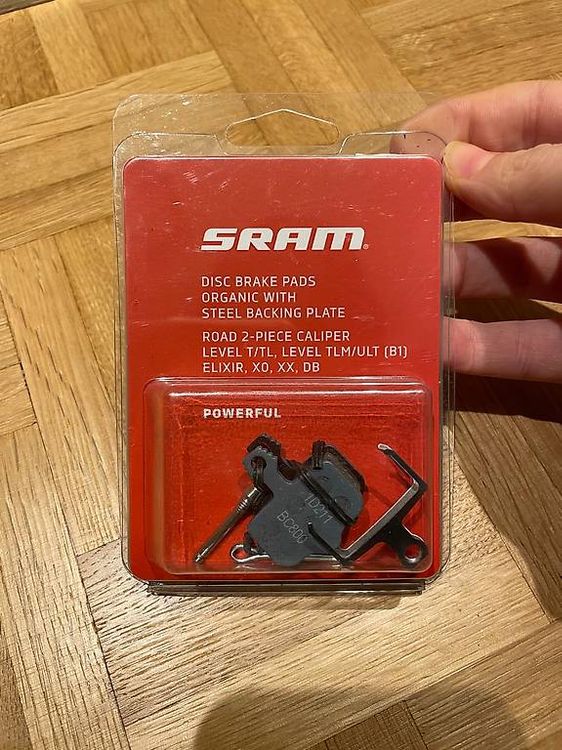 SRAM®
DISC BRAKE PADS
ORGANIC WITH
STEEL BACKING PLATE
ROAD 2-PIECE CALIPER
LEVEL T/TL, LEVEL TLM/ULT (B1)
ELIXIR, X0, XX, DB
POWERFUL
1D211
BC800